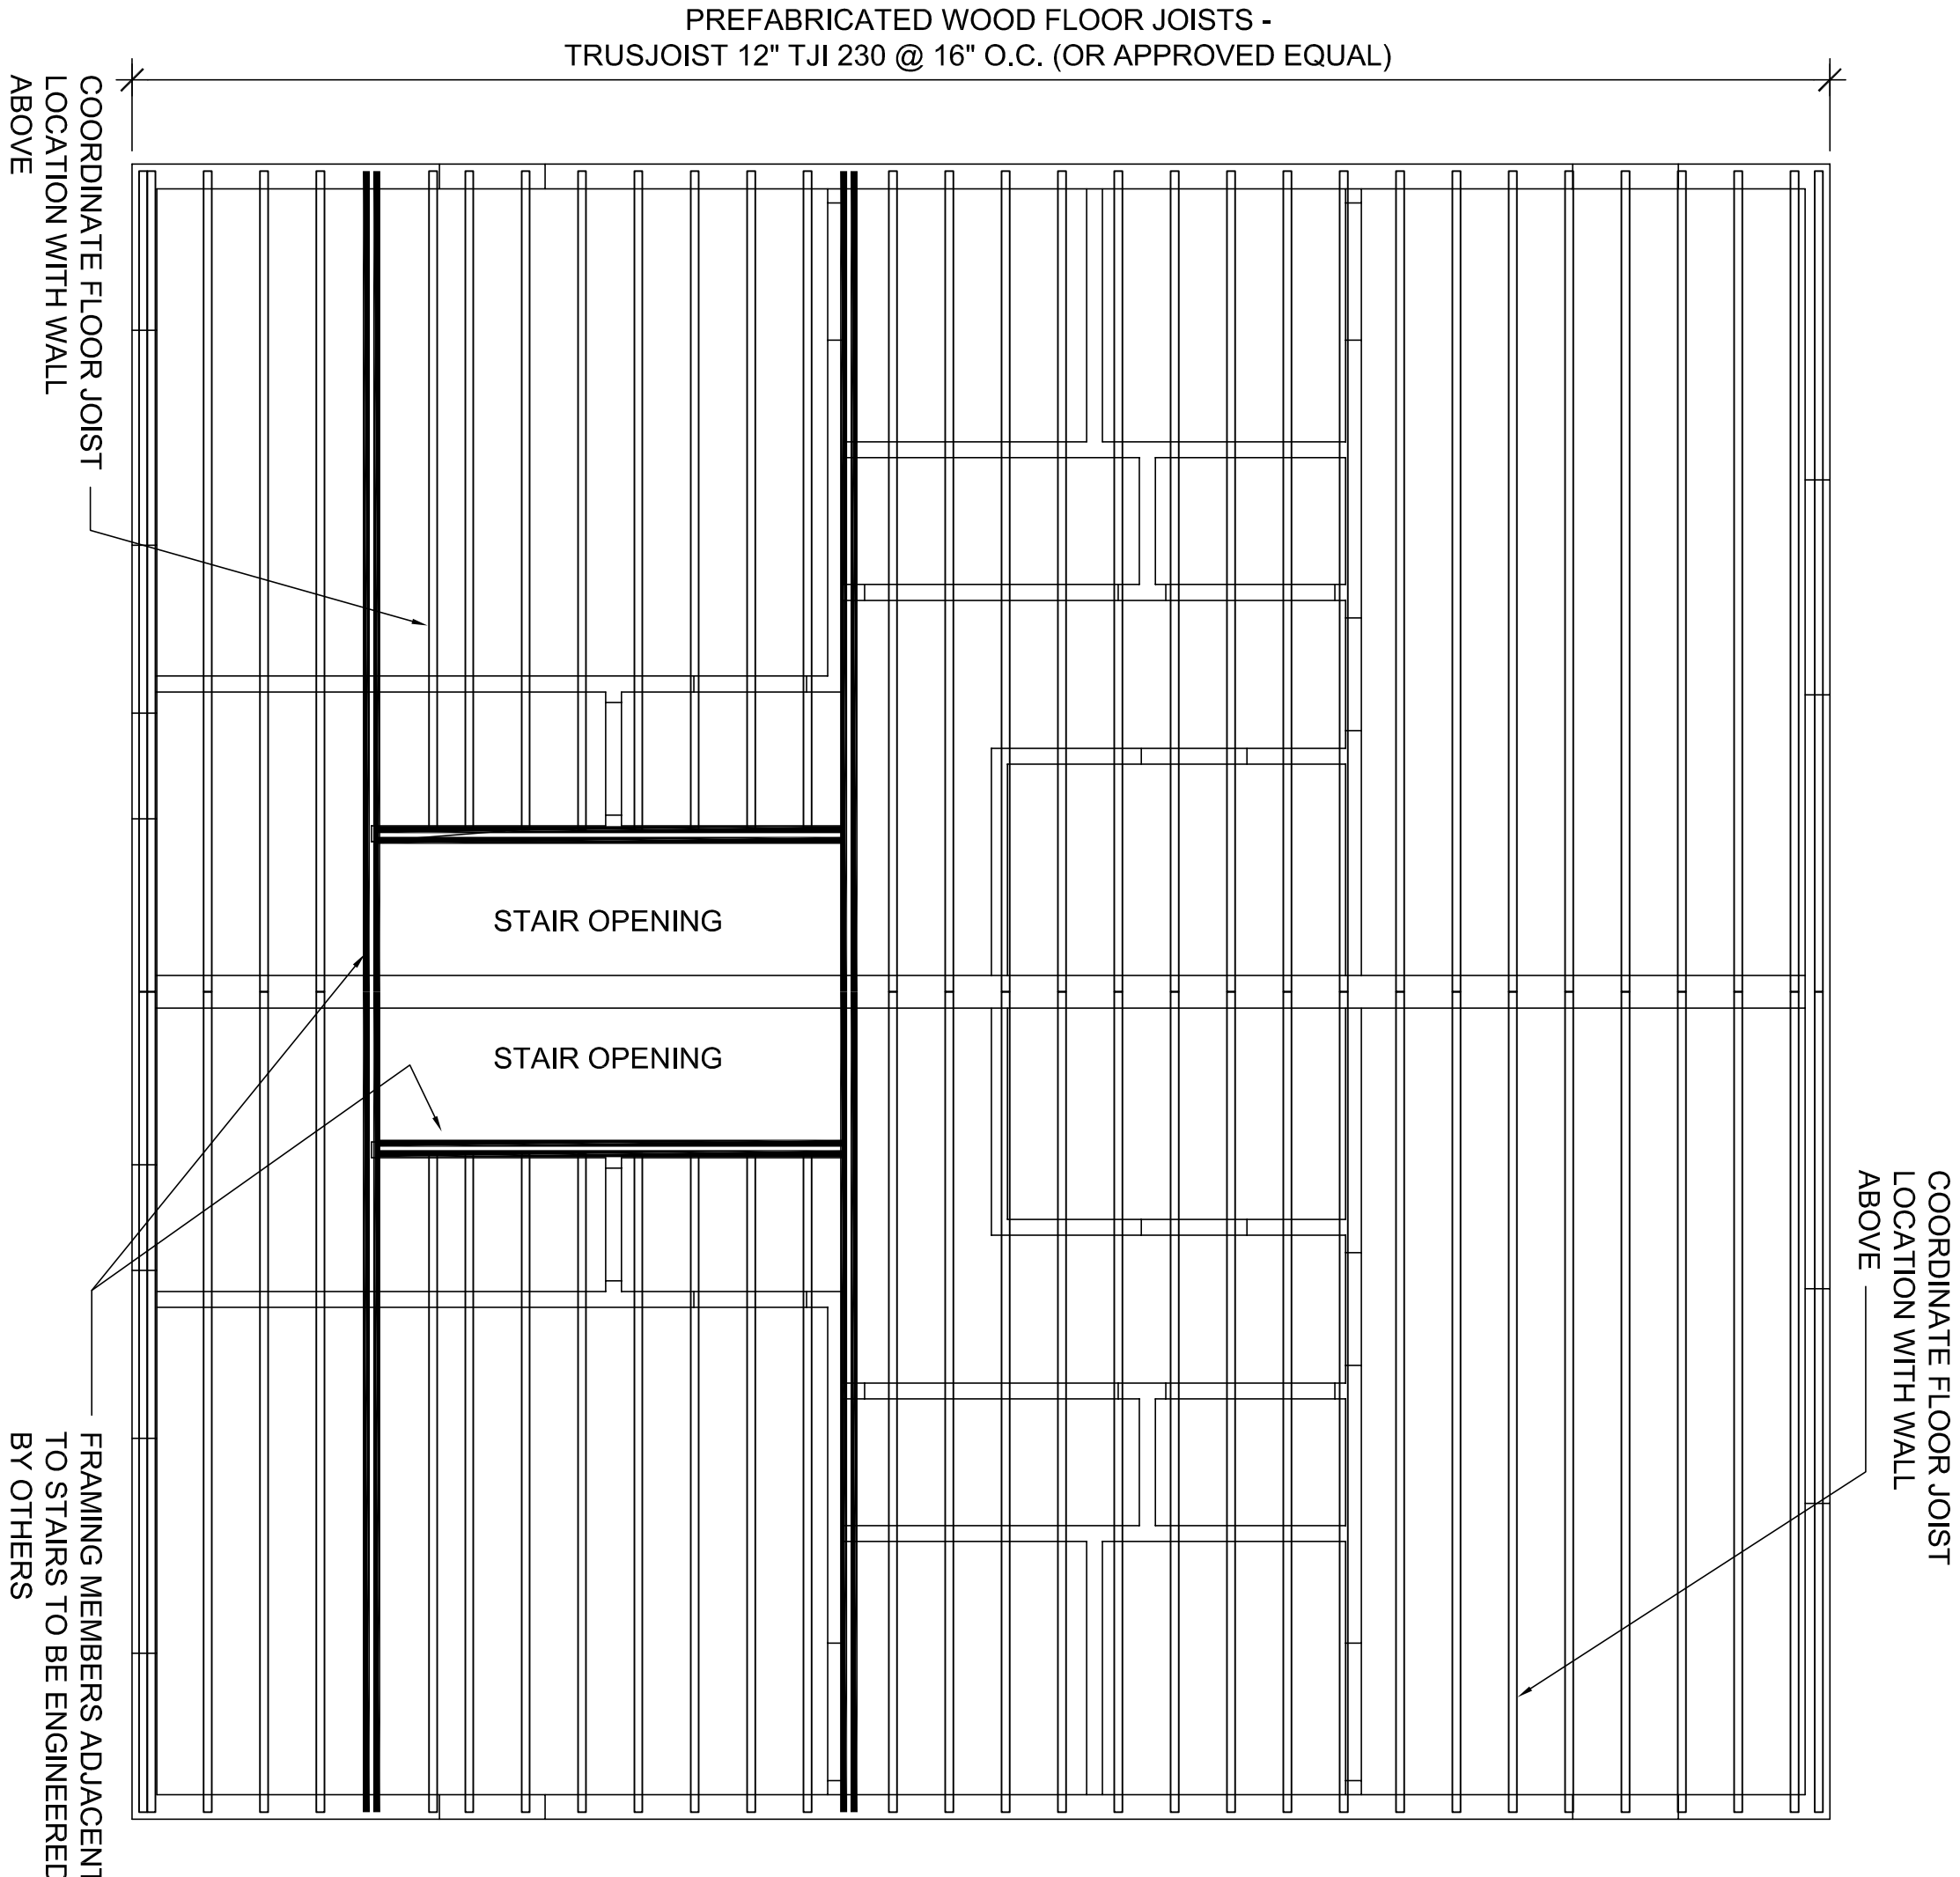 PREFABRICATED WOOD FLOOR JOISTS -
TRUSJOIST 12" TJI 230 @ 16" O.C. (OR APPROVED EQUAL)
COORDINATE FLOOR JOIST
LOCATION WITH WALL
ABOVE
STAIR OPENING
STAIR OPENING
COORDINATE FLOOR JOIST
LOCATION WITH WALL
ABOVE
FRAMING MEMBERS ADJACENT
TO STAIRS TO BE ENGINEERED
BY OTHERS